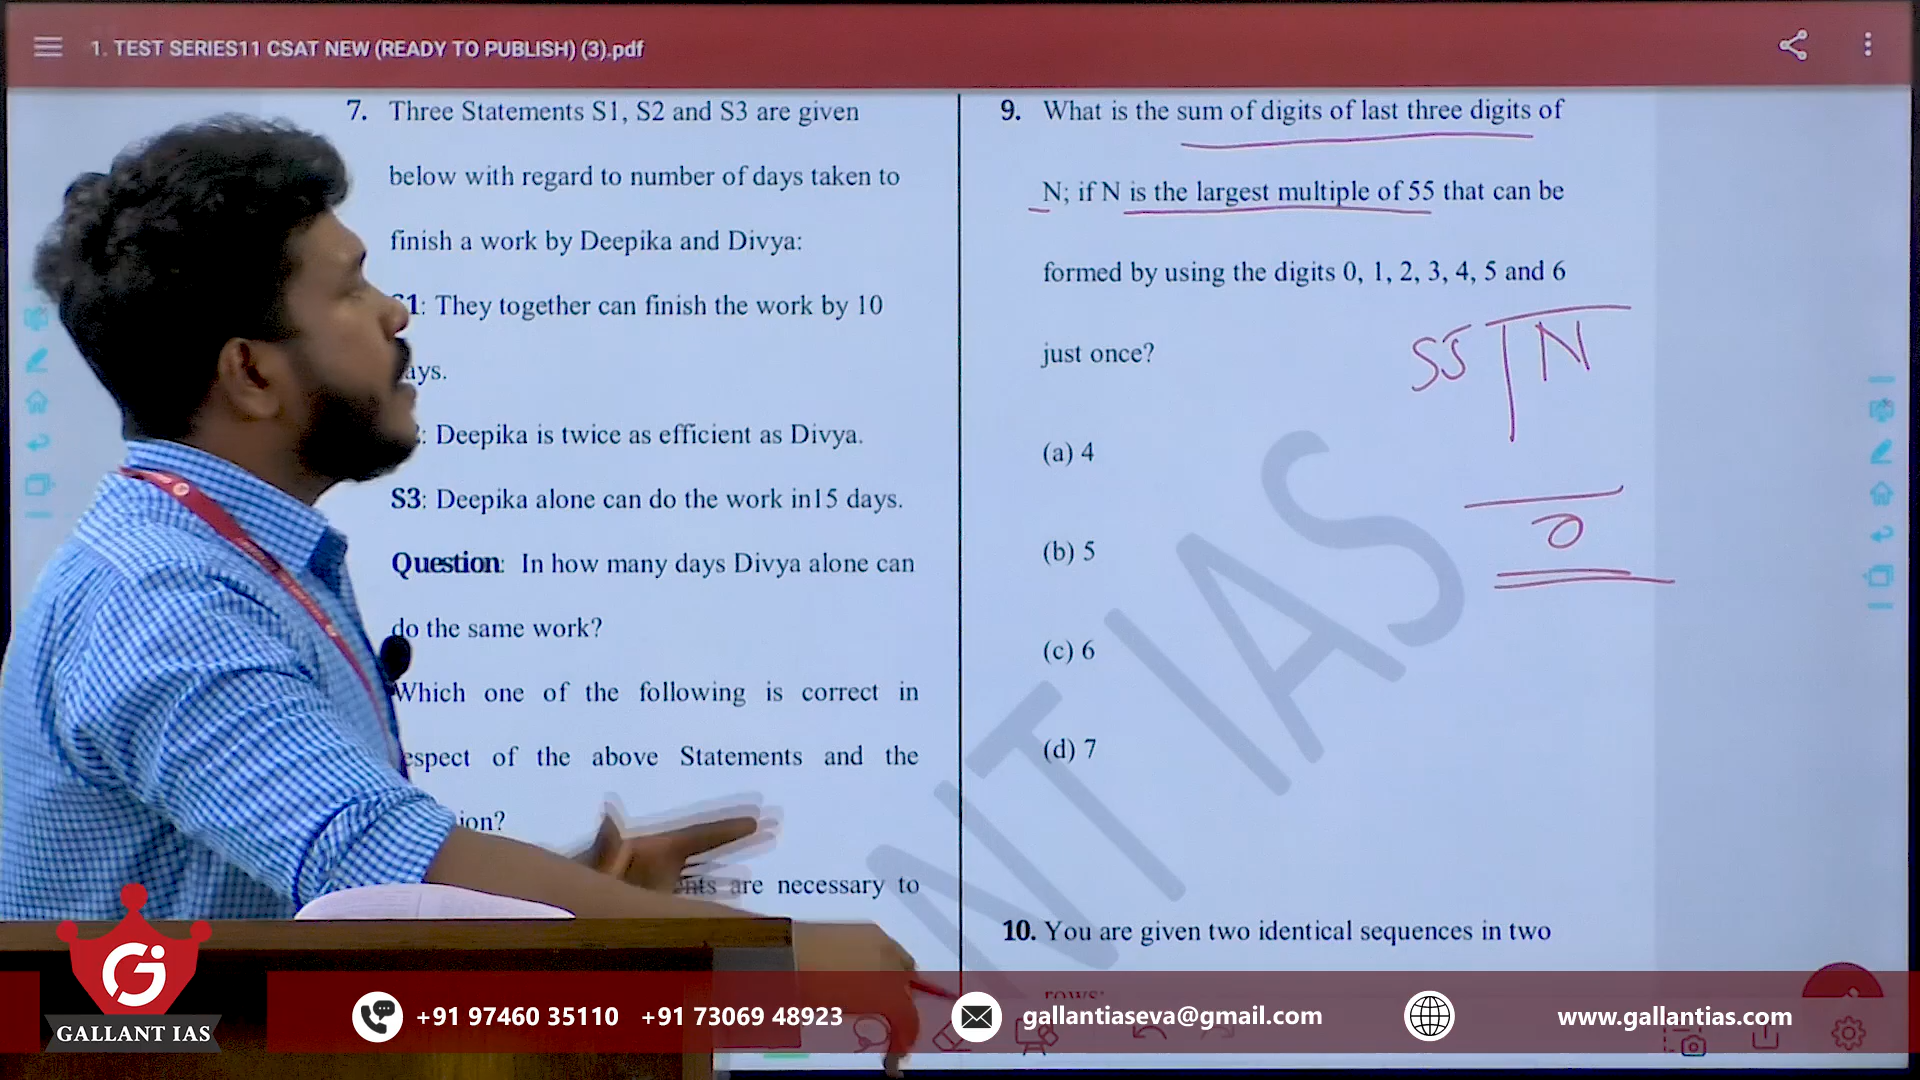 1. TEST SERIES11 CSAT NEW (READY TO PUBLISH) (3).pdf
7. Three Statements S1, S2 and S3 are given
below with regard to number of days taken to
finish a work by Deepika and Divya:
S1: They together can finish the work by 10
days.
: Deepika is twice as efficient as Divya.
S3: Deepika alone can do the work in15 days.
Question: In how many days Divya alone can
do the same work?
Which one of the following is correct in
respect of the above Statements and the
are necessary to
9. What is the sum of digits of last three digits of
N; if N is the largest multiple of 55 that can be
formed by using the digits 0, 1, 2, 3, 4, 5 and 6
just once?
55 N
0
(a) 4
(b) 5
(c) 6
(d) 7
10. You are given two identical sequences in two
rows:
NT IAS
GALLANT IAS
+91 97460 35110 +91 73069 48923
gallantiaseva@gmail.com
www.gallantias.com